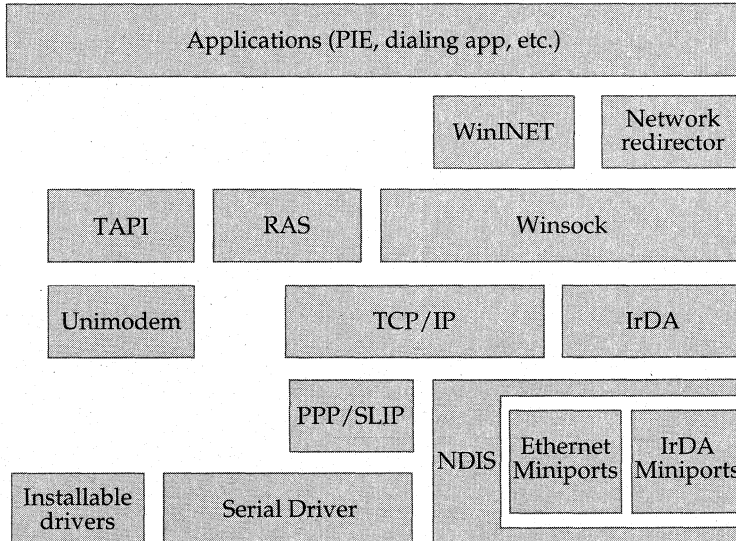 Applications (PIE, dialing app, etc.)
WinINET
Network
redirector
TAPI
RAS
Winsock
Unimodem
TCP/IP
IrDA
PPP/SLIP
NDIS
Ethernet
Miniports
IrDA
Miniports
Installable
drivers
Serial Driver